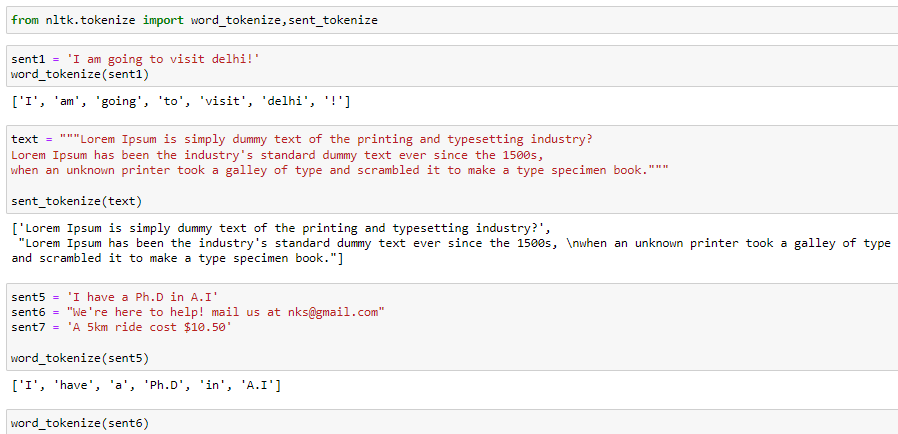 from nltk.tokenize import word_tokenize,sent_tokenize
sent1 = 'I am going to visit delhi!'
word_tokenize(sent1)
['I', 'am', 'going', 'to', 'visit', 'delhi', '!']
text = """Lorem Ipsum is simply dummy text of the printing and typesetting industry?
Lorem Ipsum has been the industry's standard dummy text ever since the 1500s,
when an unknown printer took a galley of type and scrambled it to make a type specimen book."""
sent_tokenize(text)
['Lorem Ipsum is simply dummy text of the printing and typesetting industry?',
"Lorem Ipsum has been the industry's standard dummy text ever since the 1500s, \nwhen an unknown printer took a galley of type
and scrambled it to make a type specimen book."]
sent5 = 'I have a Ph.D in A.I'
sent6 = "We're here to help! mail us at nks@gmail.com"
sent7 = 'A 5km ride cost $10.50'
word_tokenize(sent5)
['I', 'have', 'a', 'Ph.D', 'in', 'A.I']
word_tokenize(sent6)